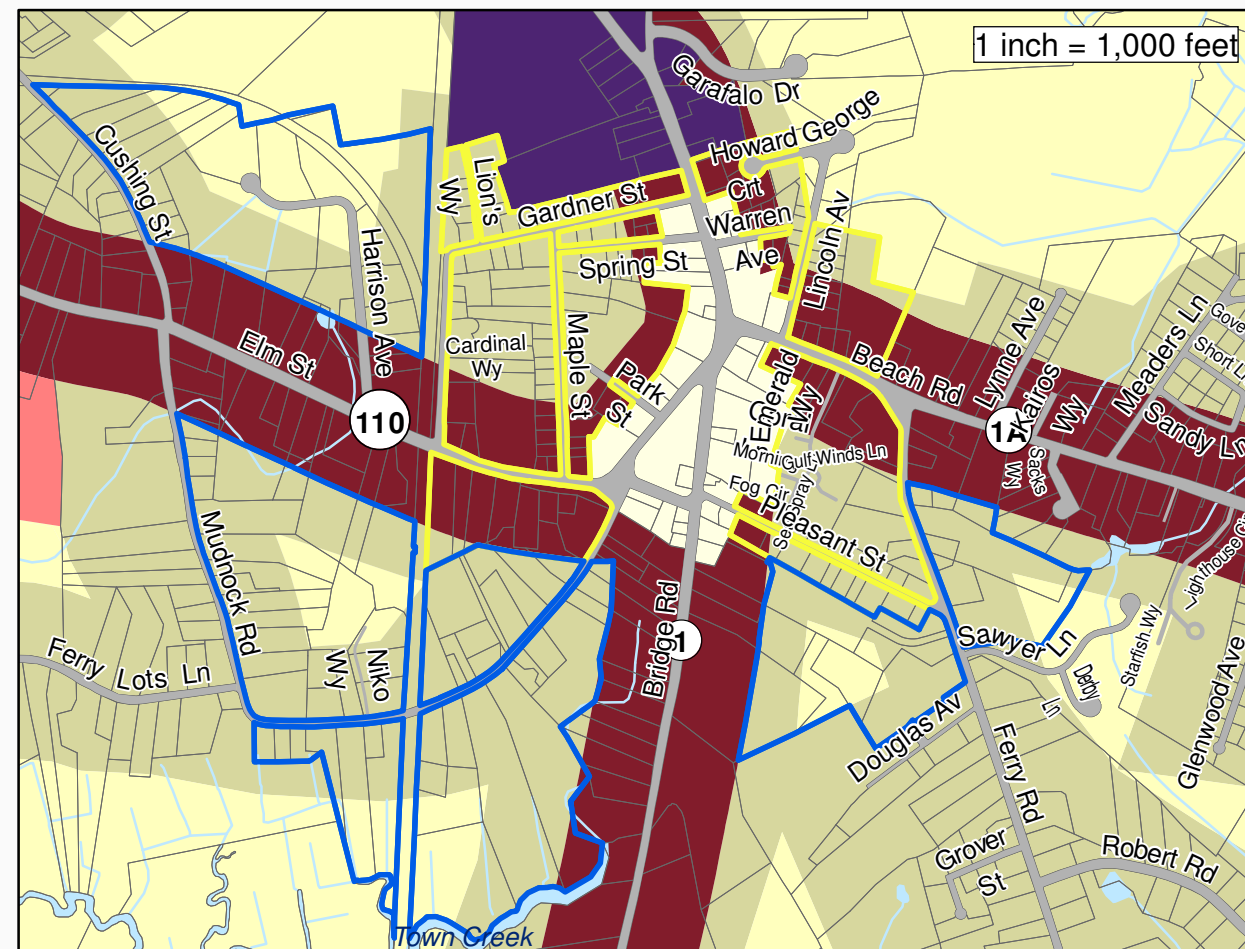 1 inch = 1,000 feet
Garafalo Dr
Howard
George
Crt
Cushing St
Lion's
Wy
Gardner St
Warren
Ave
Lincoln Av
Harrison Ave
Spring St
Elm St
Cardinal
Wy
Maple St
Park
St
Emerald
Wy
Beach Rd
Lynne Ave
Kairos
Wy
Meaders Ln
Short L
Sandy Ln
110
1A
Sacks
Wy
Gulf Winds Ln
Fog Cir
Pleasant St
Mudnock Rd
Ferry Lots Ln
Niko
Wy
Bridge Rd
1
Sawyer Ln
Starfish Wy
Derby
Ln
Glenwood Ave
Douglas Av
Ferry Rd
Grover
St
Robert Rd
Town Creek